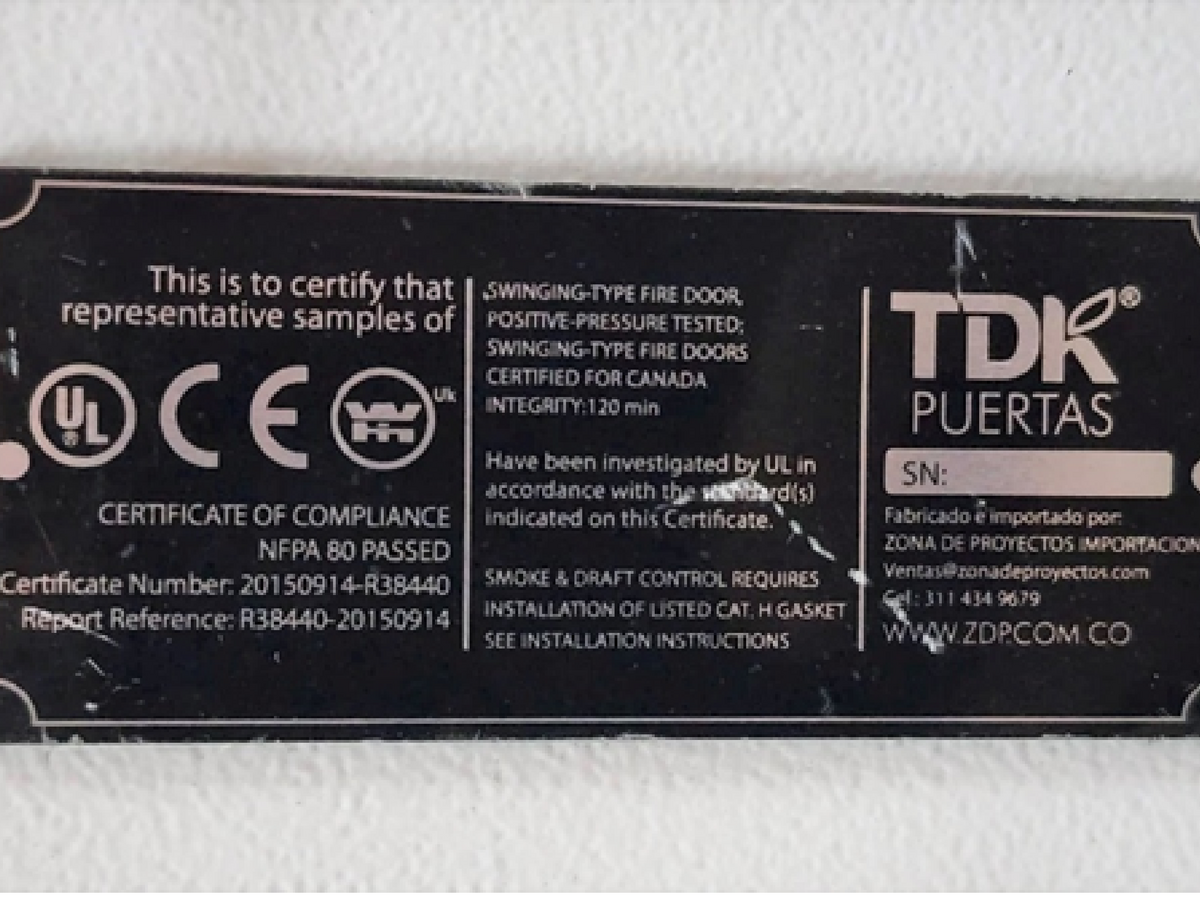 This is to certify that
representative samples of
UL CE Uk
CERTIFICATE OF COMPLIANCE
NFPA 80 PASSED
Certificate Number: 20150914-R38440
Report Reference: R38440-20150914
SWINGING-TYPE FIRE DOOR,
POSITIVE-PRESSURE TESTED;
SWINGING-TYPE FIRE DOORS
CERTIFIED FOR CANADA
INTEGRITY:120 min
Have been investigated by UL in
accordance with the standard(s)
indicated on this Certificate.
SMOKE & DRAFT CONTROL REQUIRES
INSTALLATION OF LISTED CAT. H GASKET
SEE INSTALLATION INSTRUCTIONS
TDK®
PUERTAS
SN:
Fabricado e importado por:
ZONA DE PROYECTOS IMPORTACION
Ventas@zonadeproyectos.com
Cel: 311 434 9679
WWW.ZDP.COM.CO